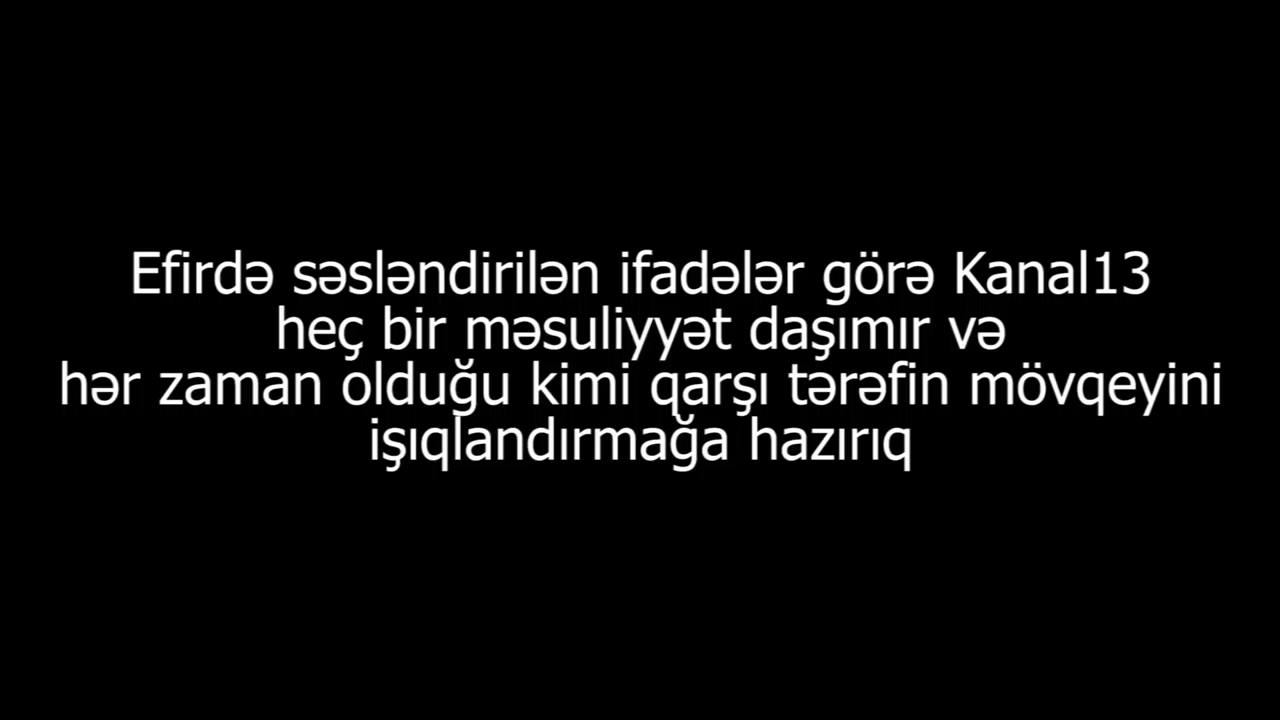 Efirdə səsləndirilən ifadələr görə Kanal13
heç bir məsuliyyət daşımır və
hər zaman olduğu kimi qarşı tərəfin mövqeyini
işıqlandırmağa hazırıq